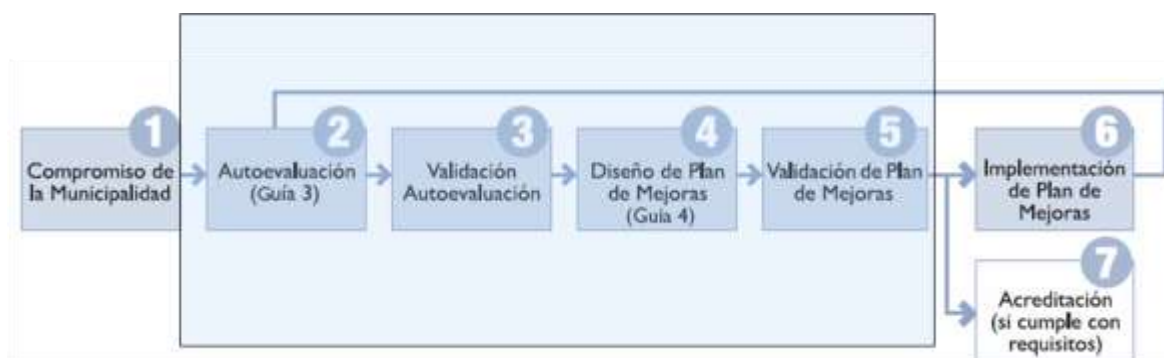 1
Compromiso de
la Municipalidad
2
Autoevaluación
(Guía 3)
3
Validación
Autoevaluación
4
Diseño de Plan
de Mejoras
(Guía 4)
5
Validación de Plan
de Mejoras
6
Implementación
de Plan de
Mejoras
7
Acreditación
(si cumple con
requisitos)